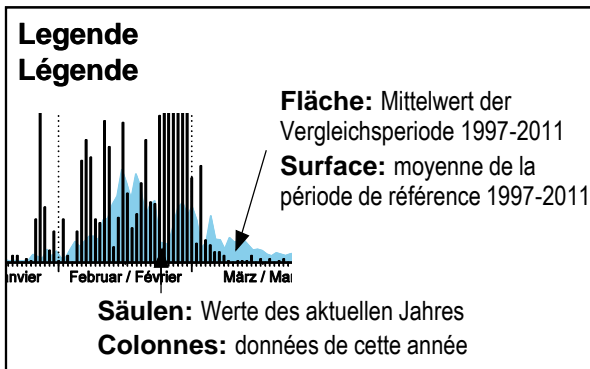 Legende
Légende
Fläche: Mittelwert der
Vergleichsperiode 1997-2011
Surface: moyenne de la
période de référence 1997-2011
anvier Februar / Février März / Mar
Säulen: Werte des aktuellen Jahres
Colonnes: données de cette année